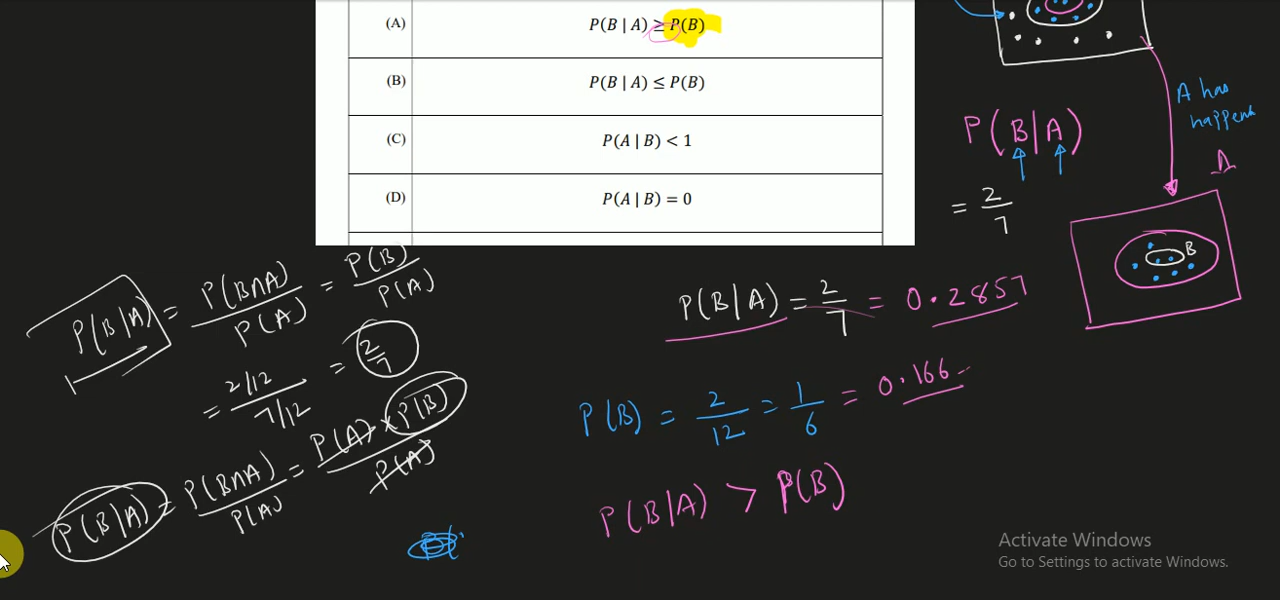 (A) P(B | A) ≥ P(B)
(B) P(B | A) ≤ P(B)
(C) P(A | B) < 1
(D) P(A | B) = 0
A has
happen
P(B|A)
= 2/7
A
B
P(B|A) = P(B∩A)/P(A) = P(B)/P(A)
= 2/12 / 7/12 = 2/7
P(B|A) = P(B∩A)/P(A) = P(A) × P(B)/P(A)
P(B|A) = 2/7 = 0.2857
P(B) = 2/12 = 1/6 = 0.166
P(B|A) > P(B)
Activate Windows
Go to Settings to activate Windows.